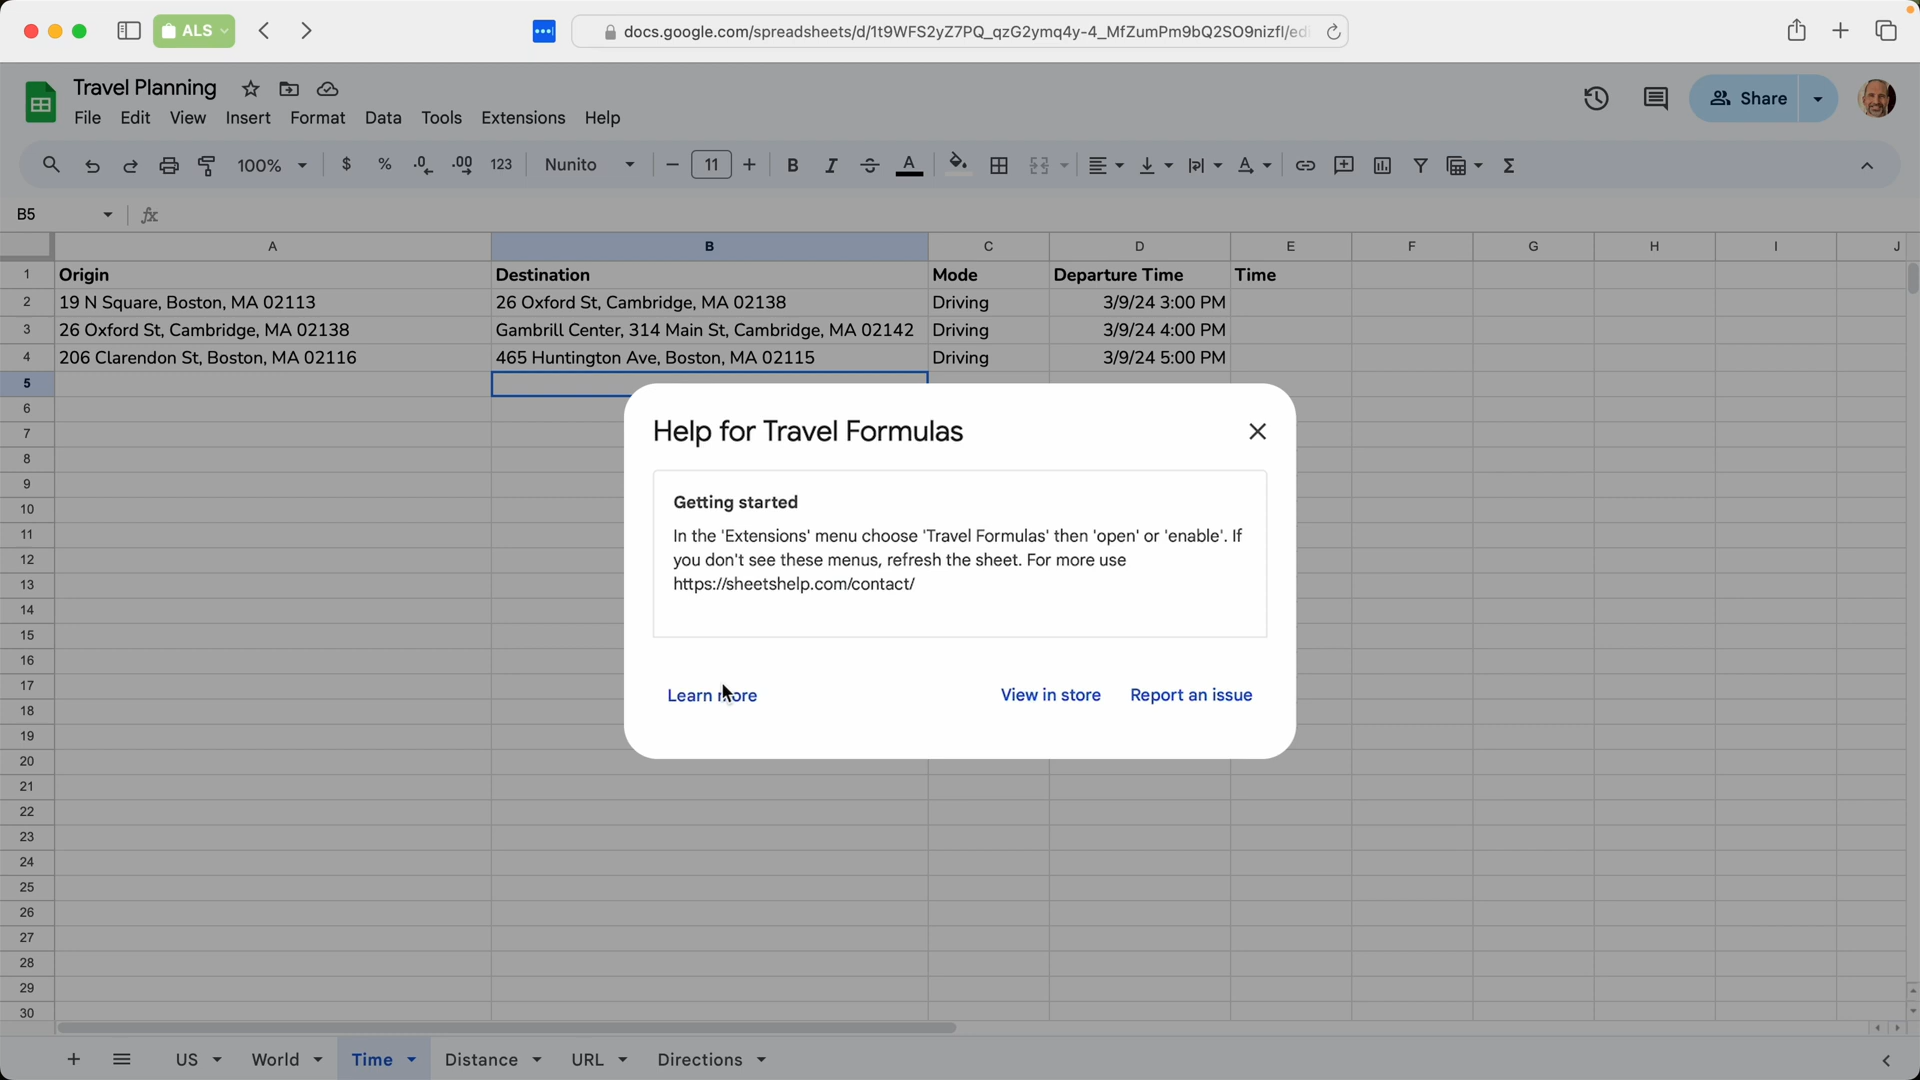 ALS
docs.google.com/spreadsheets/d/1t9WFS2yZ7PQ_qzG2ymq4y-4_MfZumPm9bQ2SO9nizfI/edi
Travel Planning
Share
File Edit View Insert Format Data Tools Extensions Help
100% $ % .0 .00 123 Nunito 11 B I A Σ
B5 fx
A B C D E F G H I J
1 Origin Destination Mode Departure Time Time
2 19 N Square, Boston, MA 02113 26 Oxford St, Cambridge, MA 02138 Driving 3/9/24 3:00 PM
3 26 Oxford St, Cambridge, MA 02138 Gambrill Center, 314 Main St, Cambridge, MA 02142 Driving 3/9/24 4:00 PM
4 206 Clarendon St, Boston, MA 02116 465 Huntington Ave, Boston, MA 02115 Driving 3/9/24 5:00 PM
5
6
7
8
9
10
11
12
13
14
15
16
17
18
19
20
21
22
23
24
25
26
27
28
29
30
Help for Travel Formulas
Getting started
In the 'Extensions' menu choose 'Travel Formulas' then 'open' or 'enable'. If
you don't see these menus, refresh the sheet. For more use
https://sheetshelp.com/contact/
Learn more View in store Report an issue
US World Time Distance URL Directions